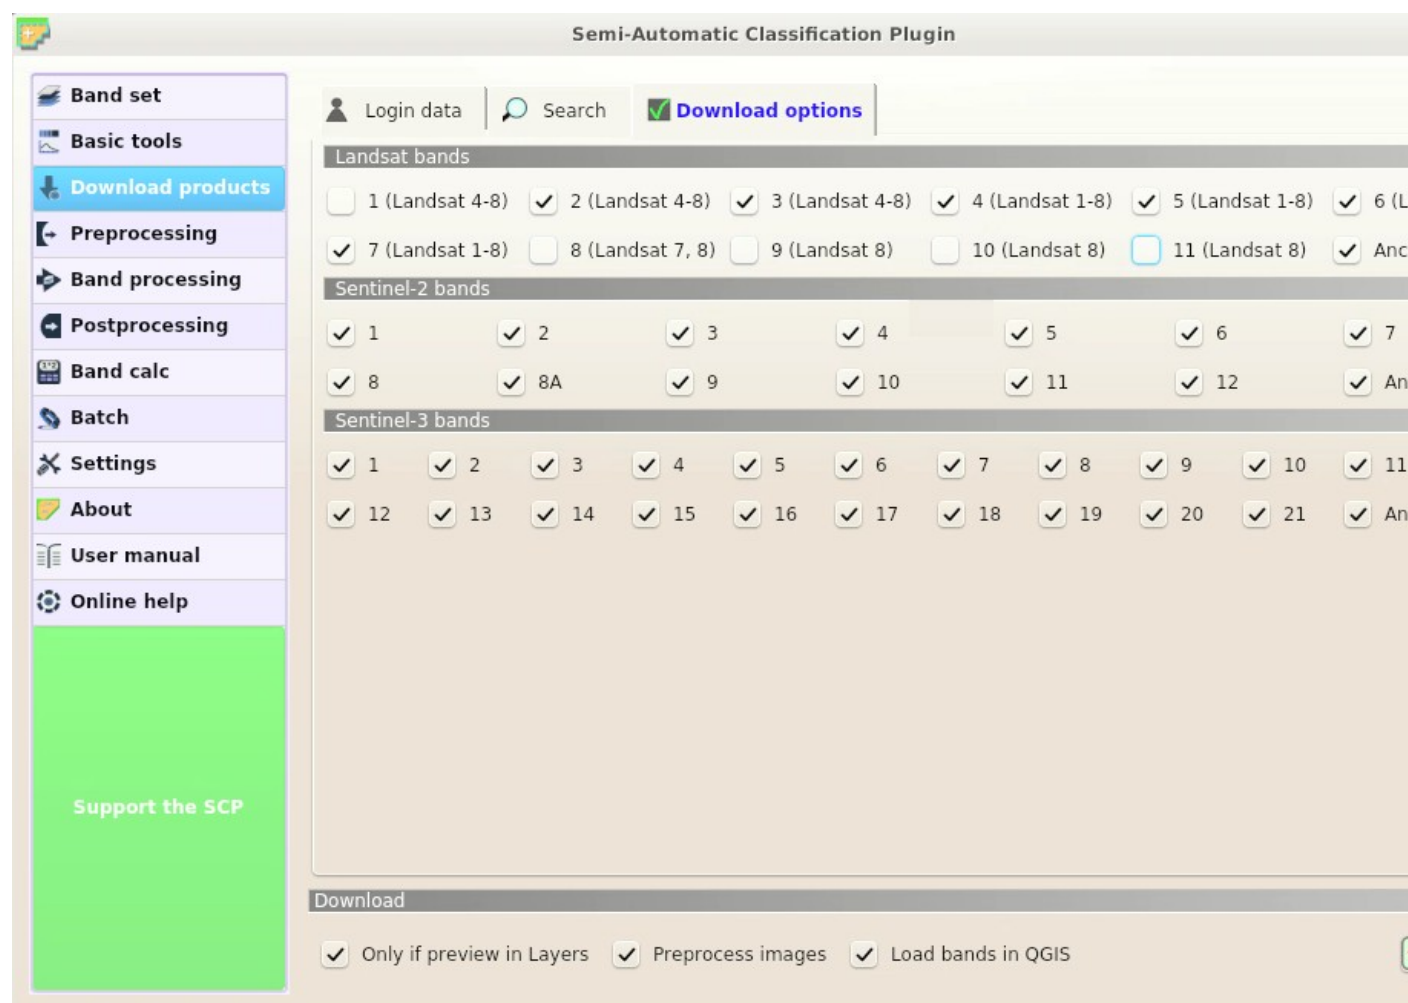 Semi-Automatic Classification Plugin
Band set
Basic tools
Download products
Preprocessing
Band processing
Postprocessing
Band calc
Batch
Settings
About
User manual
Online help
Support the SCP
Login data Search Download options
Landsat bands
1 (Landsat 4-8) 2 (Landsat 4-8) 3 (Landsat 4-8) 4 (Landsat 1-8) 5 (Landsat 1-8) 6 (L
7 (Landsat 1-8) 8 (Landsat 7, 8) 9 (Landsat 8) 10 (Landsat 8) 11 (Landsat 8) Anc
Sentinel-2 bands
1 2 3 4 5 6 7
8 8A 9 10 11 12 An
Sentinel-3 bands
1 2 3 4 5 6 7 8 9 10 11
12 13 14 15 16 17 18 19 20 21 An
Download
Only if preview in Layers Preprocess images Load bands in QGIS